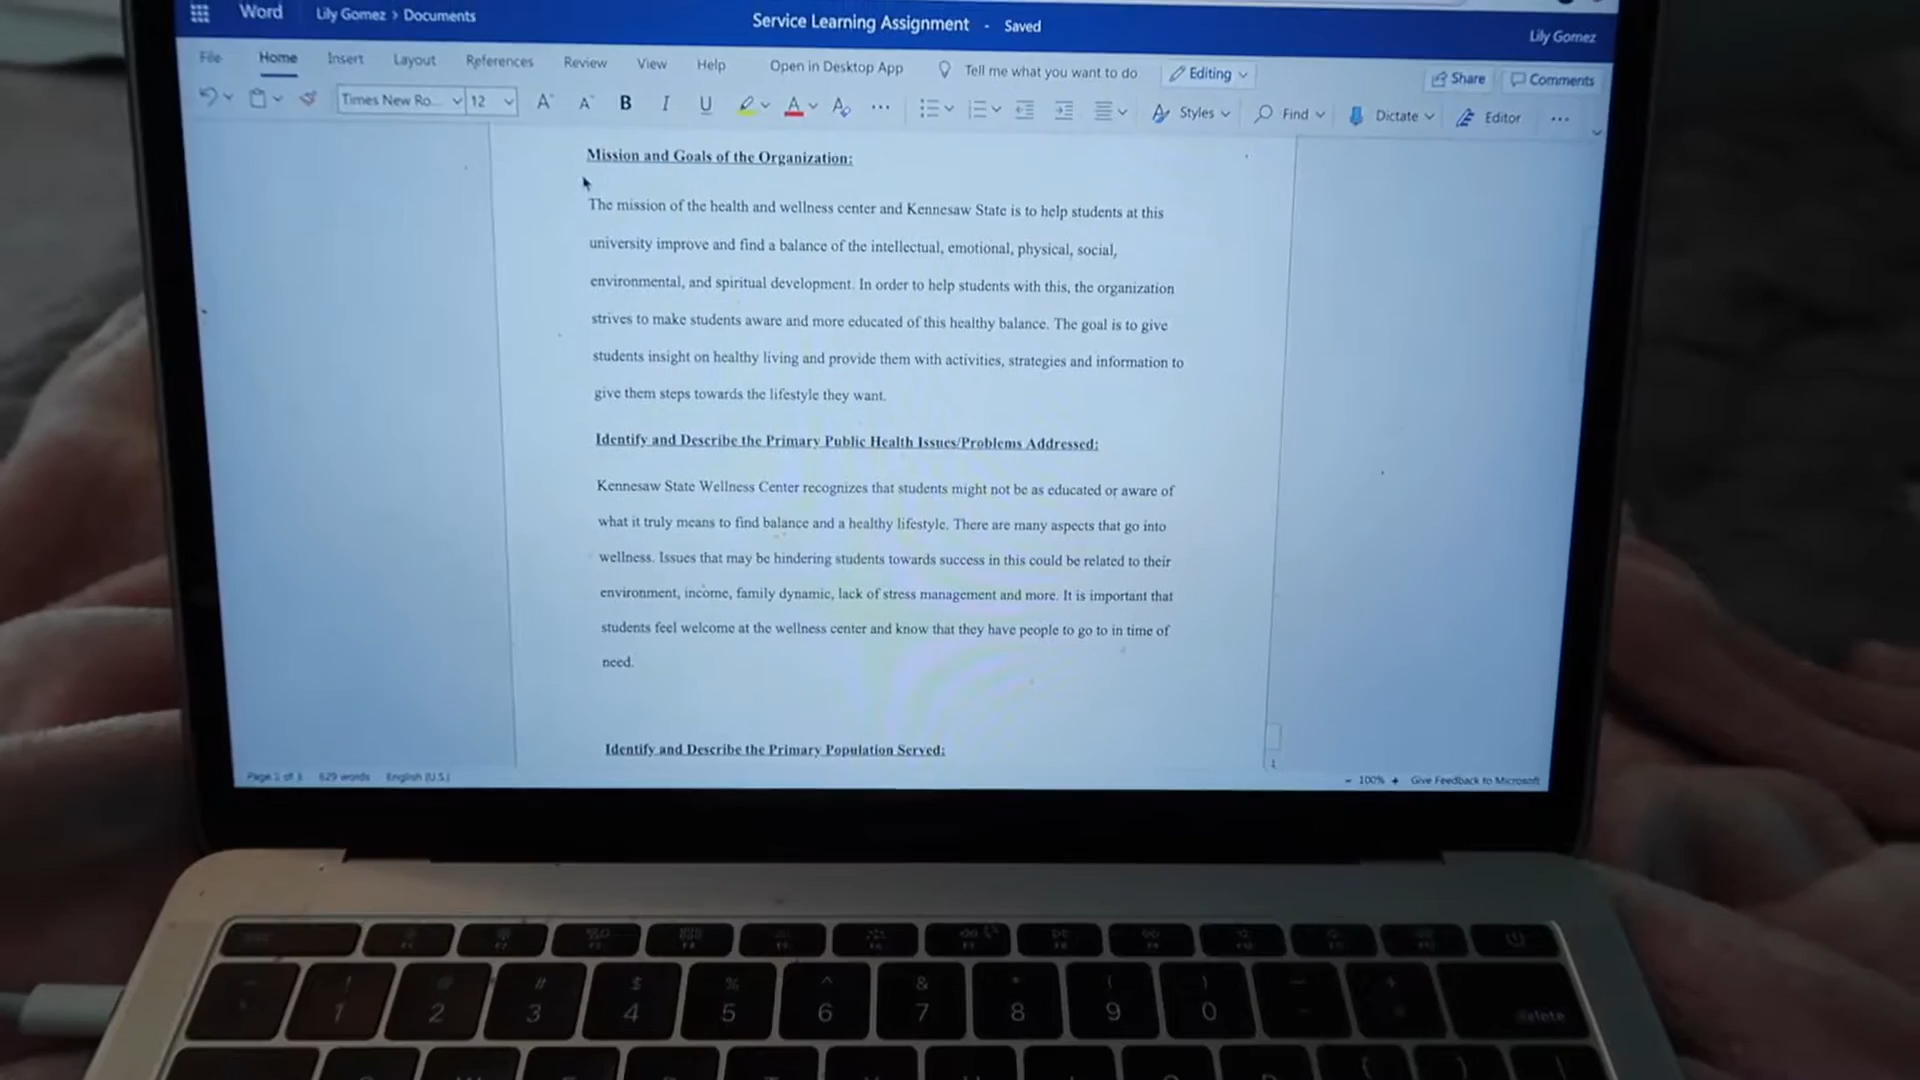 Word Lily Gomez > Documents Service Learning Assignment - Saved Lily Gomez
File Home Insert Layout References Review View Help Open in Desktop App Tell me what you want to do Editing Share Comments
Times New Ro... 12 A A B I U A A ... Styles Find Dictate Editor ...
Mission and Goals of the Organization:
The mission of the health and wellness center and Kennesaw State is to help students at this
university improve and find a balance of the intellectual, emotional, physical, social,
environmental, and spiritual development. In order to help students with this, the organization
strives to make students aware and more educated of this healthy balance. The goal is to give
students insight on healthy living and provide them with activities, strategies and information to
give them steps towards the lifestyle they want.
Identify and Describe the Primary Public Health Issues/Problems Addressed:
Kennesaw State Wellness Center recognizes that students might not be as educated or aware of
what it truly means to find balance and a healthy lifestyle. There are many aspects that go into
wellness. Issues that may be hindering students towards success in this could be related to their
environment, income, family dynamic, lack of stress management and more. It is important that
students feel welcome at the wellness center and know that they have people to go to in time of
need.
Identify and Describe the Primary Population Served:
Page of 3 629 words English (U.S.) - 100% + Give Feedback to Microsoft
! # $ % ^ & * ( )
1 2 3 4 5 6 7 8 9 0
delete